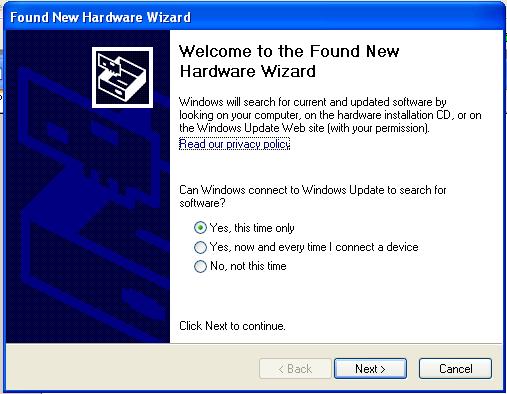 Found New Hardware Wizard
Welcome to the Found New
Hardware Wizard
Windows will search for current and updated software by
looking on your computer, on the hardware installation CD, or on
the Windows Update Web site (with your permission).
Read our privacy policy
Can Windows connect to Windows Update to search for
software?
Yes, this time only
Yes, now and every time I connect a device
No, not this time
Click Next to continue.
< Back
Next >
Cancel